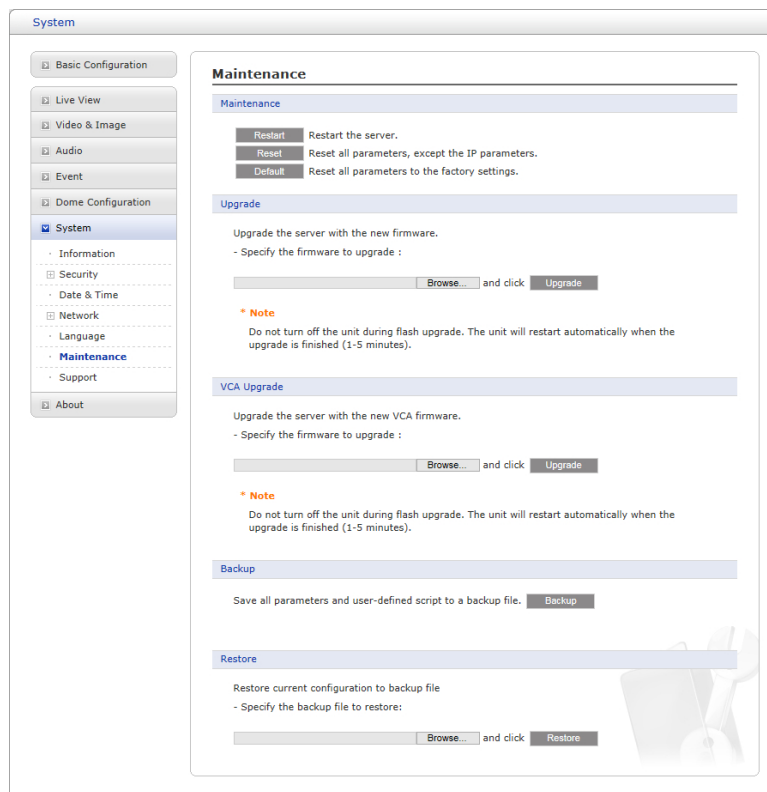 System
Basic Configuration
Live View
Video & Image
Audio
Event
Dome Configuration
System
Information
Security
Date & Time
Network
Language
Maintenance
Support
About
Maintenance
Maintenance
Restart Restart the server.
Reset Reset all parameters, except the IP parameters.
Default Reset all parameters to the factory settings.
Upgrade
Upgrade the server with the new firmware.
- Specify the firmware to upgrade :
Browse... and click Upgrade
* Note
Do not turn off the unit during flash upgrade. The unit will restart automatically when the
upgrade is finished (1-5 minutes).
VCA Upgrade
Upgrade the server with the new VCA firmware.
- Specify the firmware to upgrade :
Browse... and click Upgrade
* Note
Do not turn off the unit during flash upgrade. The unit will restart automatically when the
upgrade is finished (1-5 minutes).
Backup
Save all parameters and user-defined script to a backup file. Backup
Restore
Restore current configuration to backup file
- Specify the backup file to restore:
Browse... and click Restore